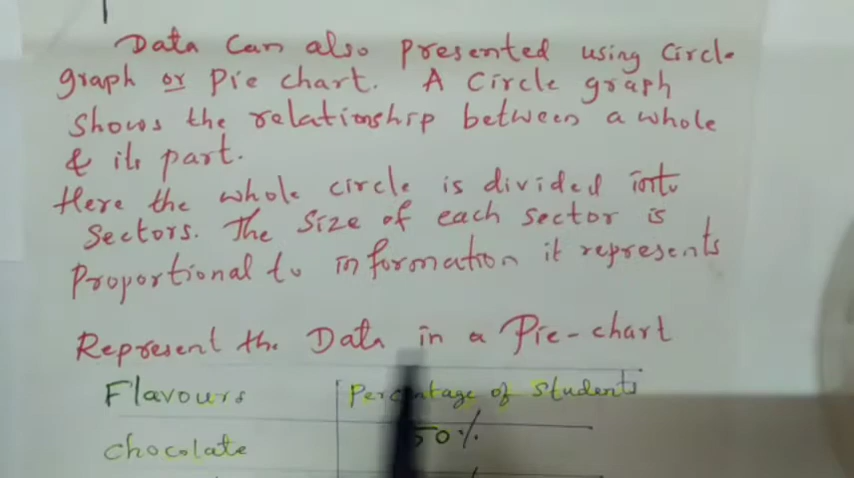 Data Can also presented using Circle
graph or Pie chart. A Circle graph
Shows the relationship between a whole
& its part.
Here the whole circle is divided into
Sectors. The Size of each sector is
Proportional to information it represents
Represent the Data in a Pie-chart
Flavours Percentage of Students
chocolate 50%